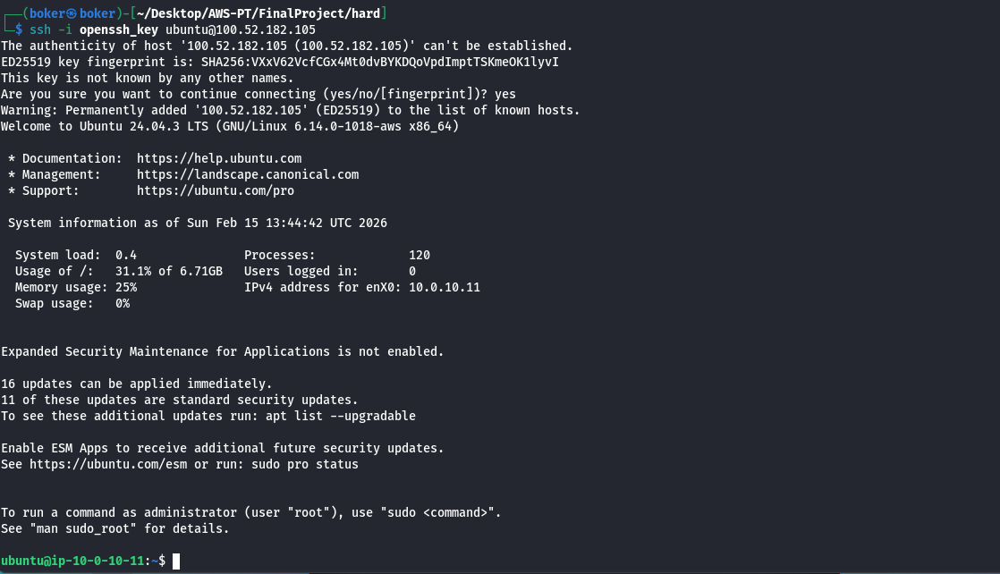 ┌──(boker㉿boker)-[~/Desktop/AWS-PT/FinalProject/hard]
└─$ ssh -i openssh_key ubuntu@100.52.182.105
The authenticity of host '100.52.182.105 (100.52.182.105)' can't be established.
ED25519 key fingerprint is: SHA256:VXxV62VcfCGx4Mt0dvBYKDQoVpdImptTSKmeOK1lyvI
This key is not known by any other names.
Are you sure you want to continue connecting (yes/no/[fingerprint])? yes
Warning: Permanently added '100.52.182.105' (ED25519) to the list of known hosts.
Welcome to Ubuntu 24.04.3 LTS (GNU/Linux 6.14.0-1018-aws x86_64)

 * Documentation:  https://help.ubuntu.com
 * Management:     https://landscape.canonical.com
 * Support:        https://ubuntu.com/pro

 System information as of Sun Feb 15 13:44:42 UTC 2026

  System load:  0.4               Processes:             120
  Usage of /:   31.1% of 6.71GB   Users logged in:       0
  Memory usage: 25%               IPv4 address for enX0: 10.0.10.11
  Swap usage:   0%

Expanded Security Maintenance for Applications is not enabled.

16 updates can be applied immediately.
11 of these updates are standard security updates.
To see these additional updates run: apt list --upgradable

Enable ESM Apps to receive additional future security updates.
See https://ubuntu.com/esm or run: sudo pro status

To run a command as administrator (user "root"), use "sudo <command>".
See "man sudo_root" for details.

ubuntu@ip-10-0-10-11:~$